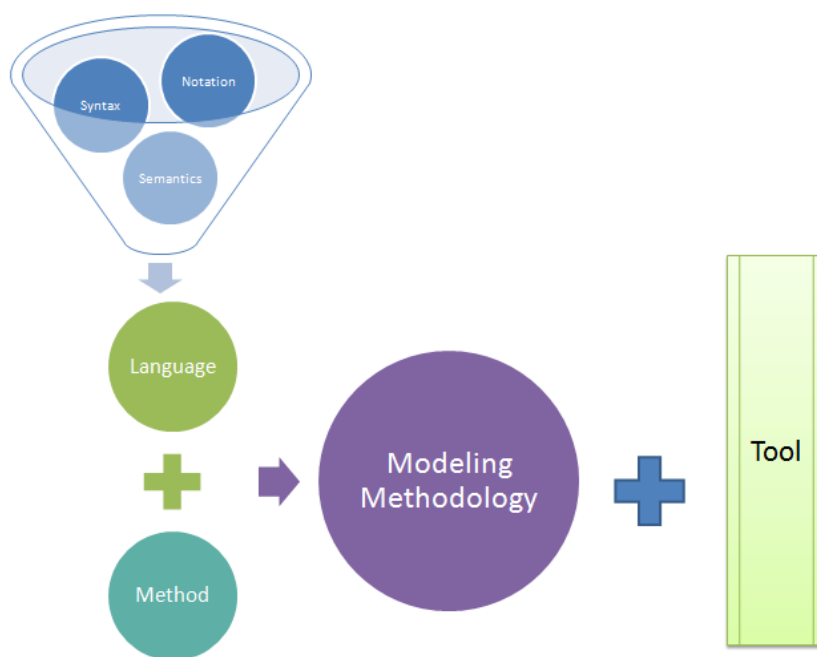 Notation
Syntax
Semantics
Language
Modeling
Methodology
Tool
Method